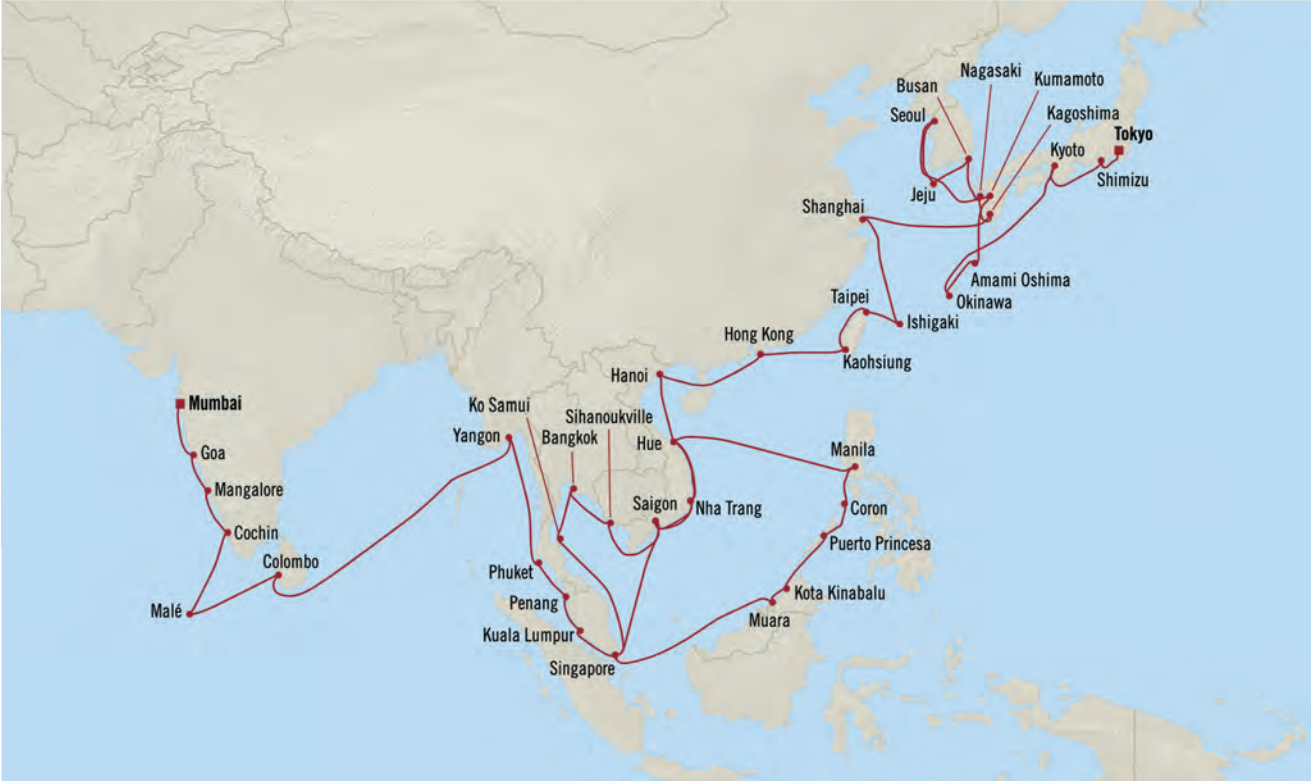 Nagasaki
Kumamoto
Busan
Seoul
Kagoshima
Tokyo
Kyoto
Shimizu
Jeju
Shanghai
Amami Oshima
Okinawa
Taipei
Ishigaki
Hong Kong
Kaohsiung
Hanoi
Mumbai
Ko Samui
Sihanoukville
Yangon
Bangkok
Hue
Manila
Goa
Mangalore
Saigon
Nha Trang
Coron
Cochin
Puerto Princesa
Colombo
Phuket
Kota Kinabalu
Malé
Penang
Muara
Kuala Lumpur
Singapore